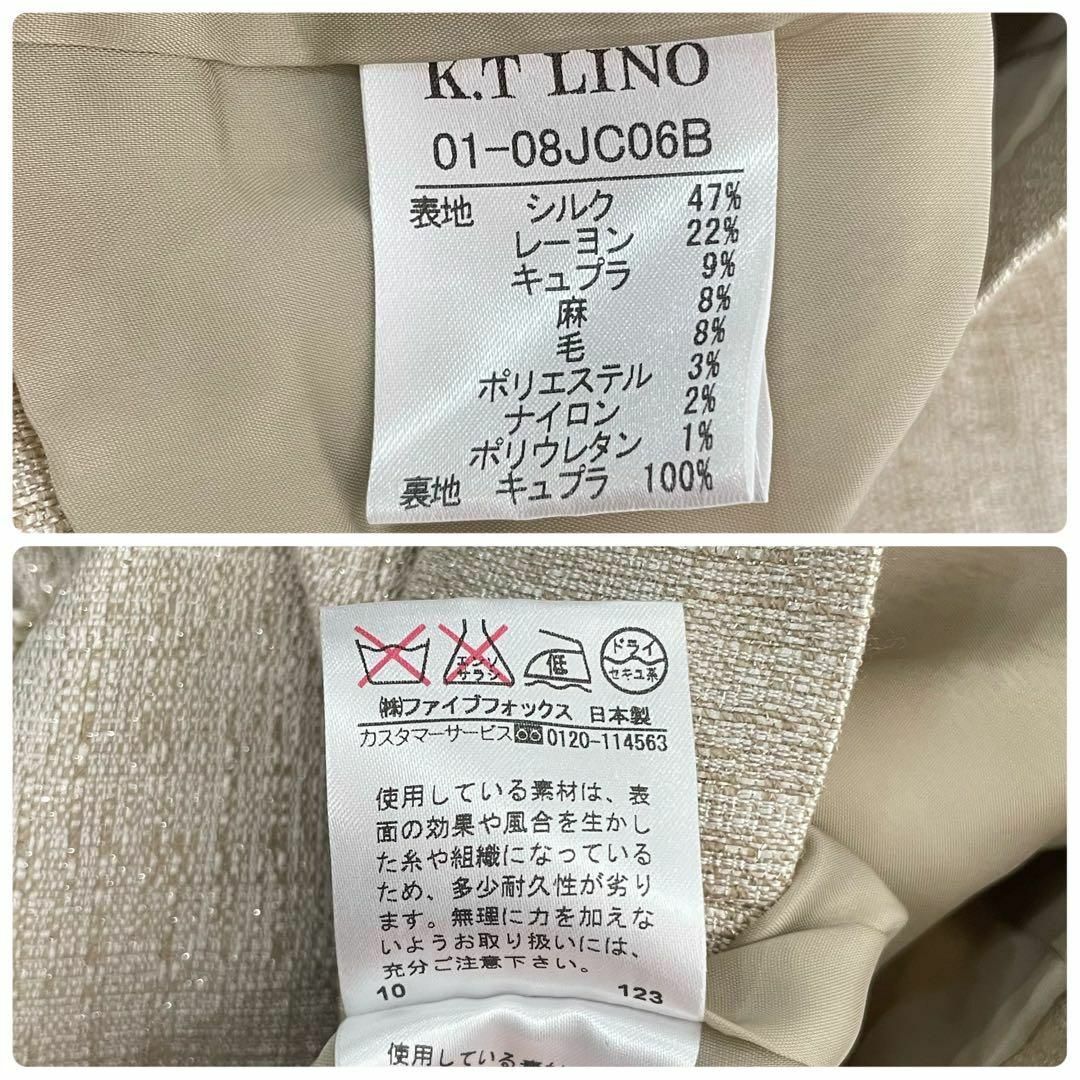 K.T LINO
01-08JC06B
表地 シルク 47%
レーヨン 22%
キュプラ 9%
麻 8%
毛 8%
ポリエステル 3%
ナイロン 2%
ポリウレタン 1%
裏地 キュプラ 100%
エンソ
サラシ
低
ドライ
セキユ系
㈱ファイブフォックス 日本製
カスタマーサービス 0120-114563
使用している素材は、表
面の効果や風合を生かし
た糸や組織になっている
ため、多少耐久性が劣り
ます。無理に力を加えな
いようお取り扱いには、
充分ご注意下さい。
10 123
使用している素材